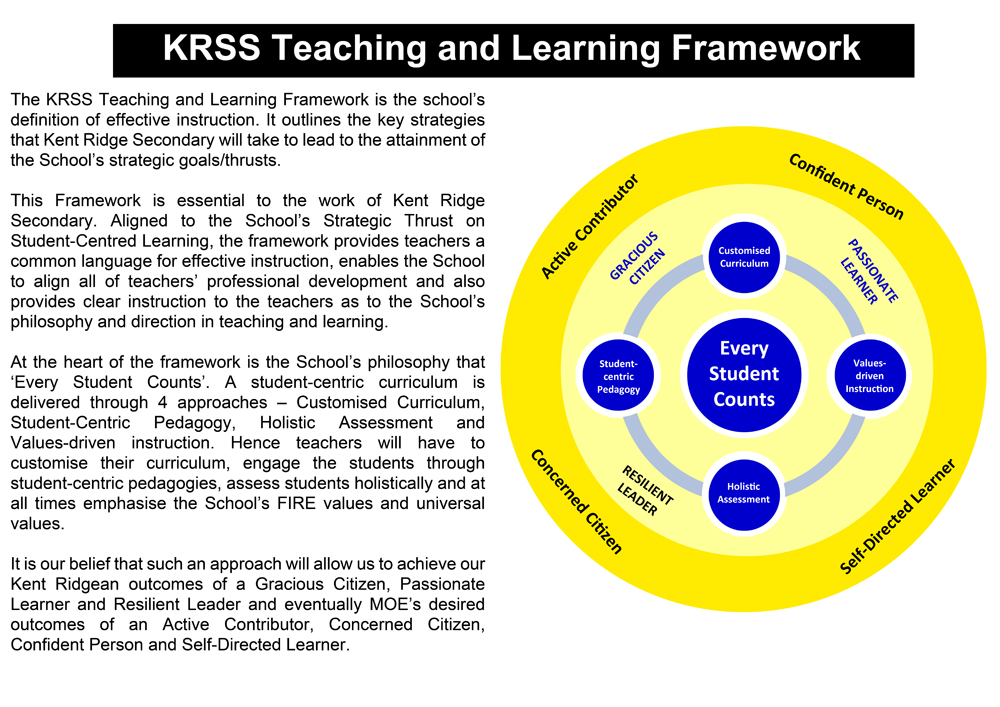 KRSS Teaching and Learning Framework
The KRSS Teaching and Learning Framework is the school's
definition of effective instruction. It outlines the key strategies
that Kent Ridge Secondary will take to lead to the attainment of
the School's strategic goals/thrusts.
This Framework is essential to the work of Kent Ridge
Secondary. Aligned to the School's Strategic Thrust on
Student-Centred Learning, the framework provides teachers a
common language for effective instruction, enables the School
to align all of teachers' professional development and also
provides clear instruction to the teachers as to the School's
philosophy and direction in teaching and learning.
At the heart of the framework is the School's philosophy that
'Every Student Counts'. A student-centric curriculum is
delivered through 4 approaches – Customised Curriculum,
Student-Centric Pedagogy, Holistic Assessment and
Values-driven instruction. Hence teachers will have to
customise their curriculum, engage the students through
student-centric pedagogies, assess students holistically and at
all times emphasise the School's FIRE values and universal
values.
It is our belief that such an approach will allow us to achieve our
Kent Ridgean outcomes of a Gracious Citizen, Passionate
Learner and Resilient Leader and eventually MOE's desired
outcomes of an Active Contributor, Concerned Citizen,
Confident Person and Self-Directed Learner.
Active Contributor
Confident Person
GRACIOUS
CITIZEN
PASSIONATE
LEARNER
Customised
Curriculum
Student-
centric
Pedagogy
Every
Student
Counts
Values-
driven
Instruction
Holistic
Assessment
RESILIENT
LEADER
Concerned Citizen
Self-Directed Learner